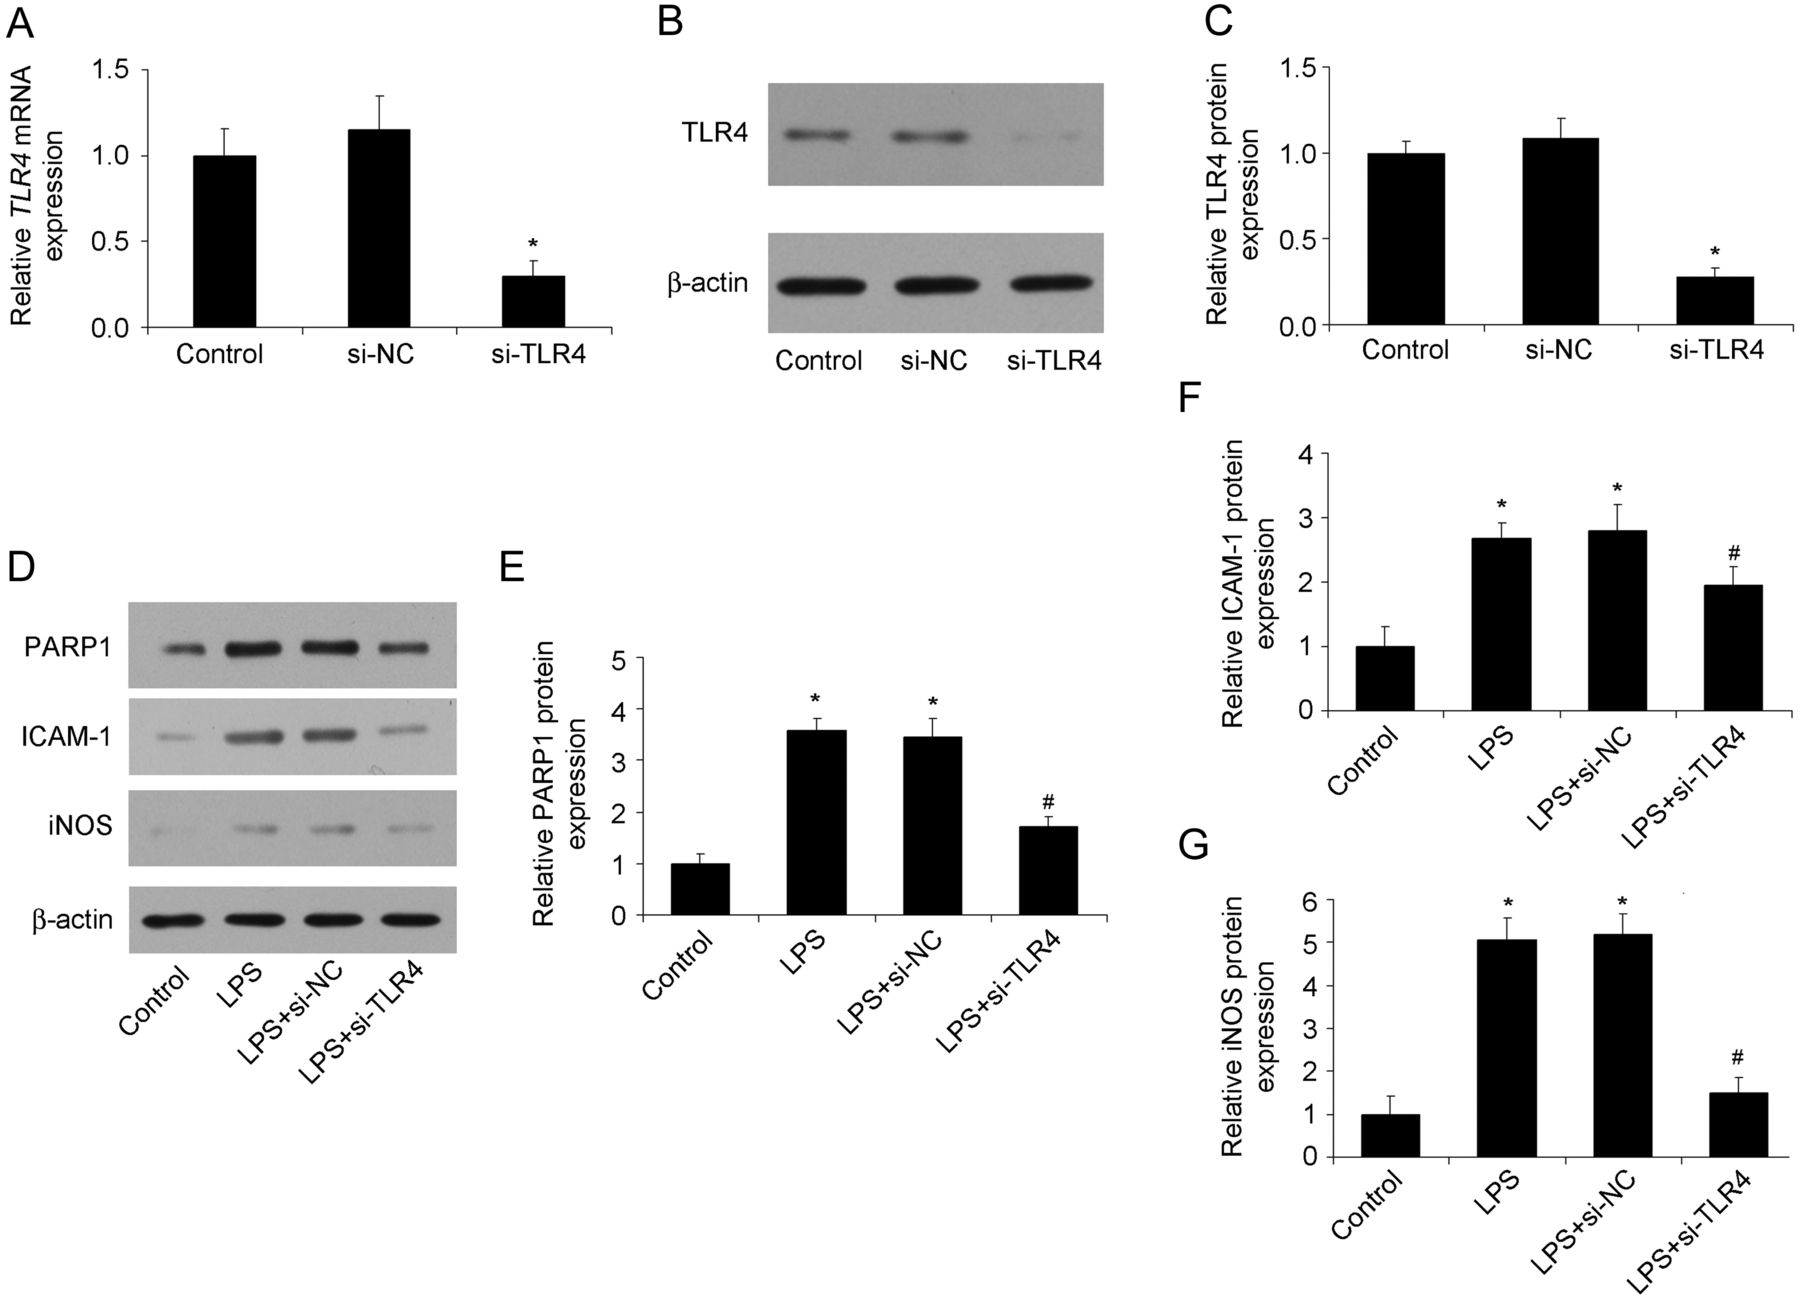 A
Relative TLR4 mRNA
expression
1.5
1.0
0.5
0.0
*
Control si-NC si-TLR4
B
TLR4
β-actin
Control si-NC si-TLR4
C
Relative TLR4 protein
expression
1.5
1.0
0.5
0.0
*
Control si-NC si-TLR4
D
PARP1
ICAM-1
iNOS
β-actin
Control
LPS
LPS+si-NC
LPS+si-TLR4
E
Relative PARP1 protein
expression
5
4
3
2
1
0
* * #
Control
LPS
LPS+si-NC
LPS+si-TLR4
F
Relative ICAM-1 protein
expression
4
3
2
1
0
* * #
Control
LPS
LPS+si-NC
LPS+si-TLR4
G
Relative iNOS protein
expression
6
5
4
3
2
1
0
* * #
Control
LPS
LPS+si-NC
LPS+si-TLR4